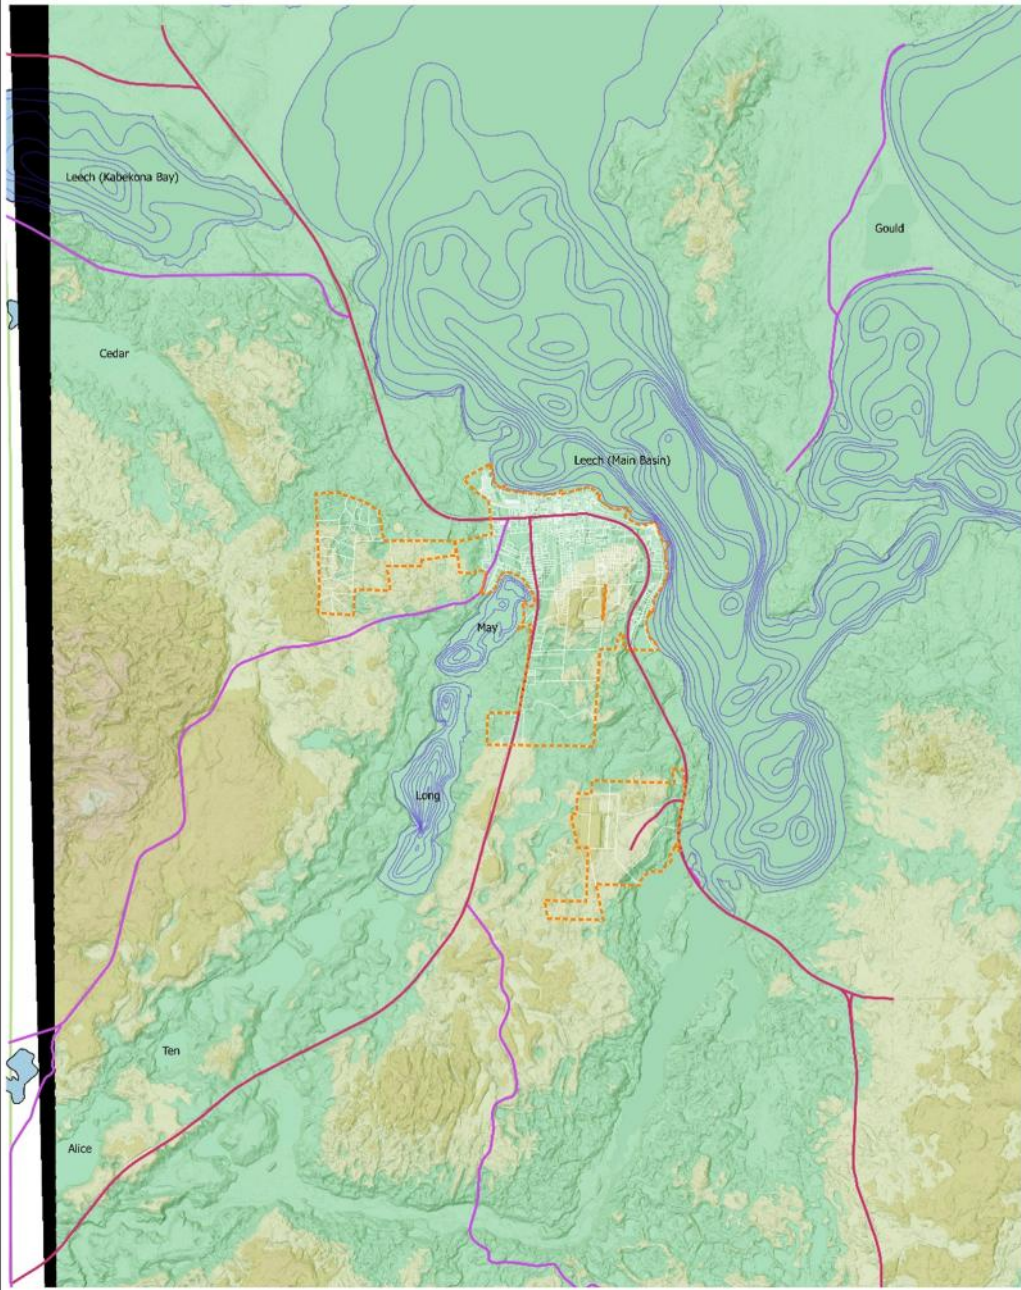 Leech (Kabekona Bay)
Gould
Cedar
Leech (Main Basin)
May
Long
Ten
Alice